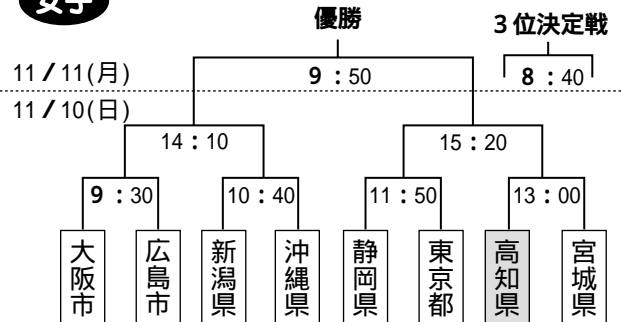 女子
優勝
3位決定戦
11/11(月)
9:50
8:40
11/10(日)
14:10
15:20
9:30
10:40
11:50
13:00
大阪市
広島市
新潟県
沖縄県
静岡県
東京都
高知県
宮城県